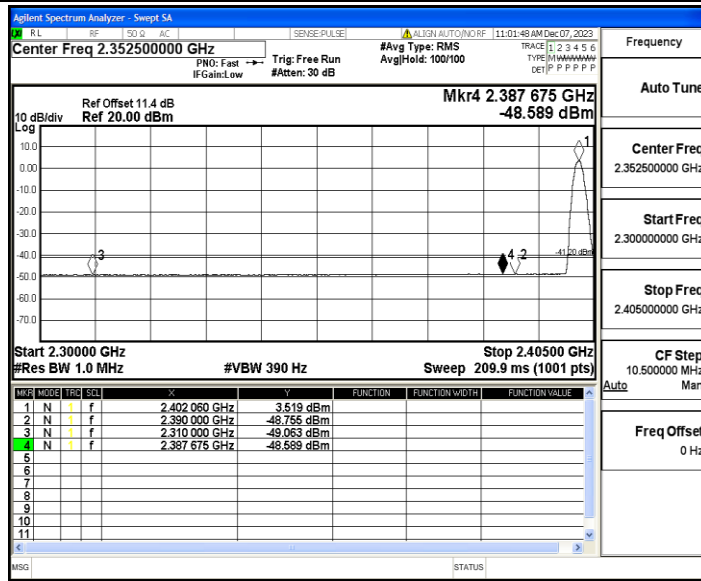 Agilent Spectrum Analyzer - Swept SA
RL RF 50 Ω AC SENSE:PULSE ALIGN AUTO/NO RF 11:01:48 AM Dec 07, 2023
Center Freq 2.352500000 GHz
PNO: Fast
IFGain:Low
Trig: Free Run
#Atten: 30 dB
#Avg Type: RMS
Avg|Hold: 100/100
TRACE 1 2 3 4 5 6
TYPE MWWWWW
DET P P P P P P
Frequency
Auto Tune
Center Freq
2.352500000 GHz
Start Freq
2.300000000 GHz
Stop Freq
2.405000000 GHz
CF Step
10.500000 MHz
Auto Man
Freq Offset
0 Hz
Mkr4 2.387 675 GHz
-48.589 dBm
Ref Offset 11.4 dB
10 dB/div Ref 20.00 dBm
Log
1
10.0
0.00
-10.0
-20.0
-30.0
-40.0
3
4
2
-41.20 dBm
-50.0
-60.0
-70.0
Start 2.30000 GHz Stop 2.40500 GHz
#Res BW 1.0 MHz #VBW 390 Hz Sweep 209.9 ms (1001 pts)
MKR MODE TRC SCL X Y FUNCTION FUNCTION WIDTH FUNCTION VALUE
1 N 1 f 2.402 060 GHz 3.519 dBm
2 N 1 f 2.390 000 GHz -48.755 dBm
3 N 1 f 2.310 000 GHz -49.063 dBm
4 N 1 f 2.387 675 GHz -48.589 dBm
5
6
7
8
9
10
11
MSG STATUS